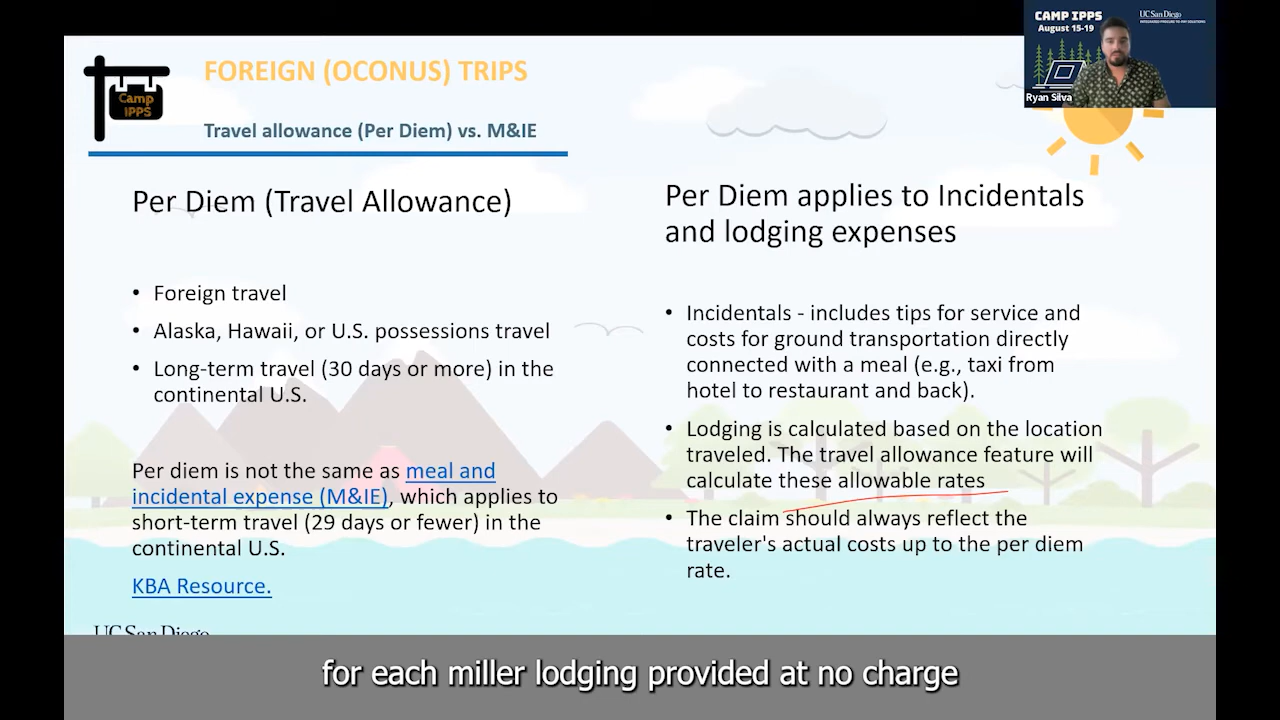 CAMP IPPS
August 15-19
UC San Diego
Ryan Silva
Camp
IPPS
FOREIGN (OCONUS) TRIPS
Travel allowance (Per Diem) vs. M&IE
Per Diem (Travel Allowance)
• Foreign travel
• Alaska, Hawaii, or U.S. possessions travel
• Long-term travel (30 days or more) in the
continental U.S.
Per diem is not the same as meal and
incidental expense (M&IE), which applies to
short-term travel (29 days or fewer) in the
continental U.S.
KBA Resource.
Per Diem applies to Incidentals
and lodging expenses
• Incidentals - includes tips for service and
costs for ground transportation directly
connected with a meal (e.g., taxi from
hotel to restaurant and back).
• Lodging is calculated based on the location
traveled. The travel allowance feature will
calculate these allowable rates
• The claim should always reflect the
traveler's actual costs up to the per diem
rate.
UC San Diego
for each miller lodging provided at no charge